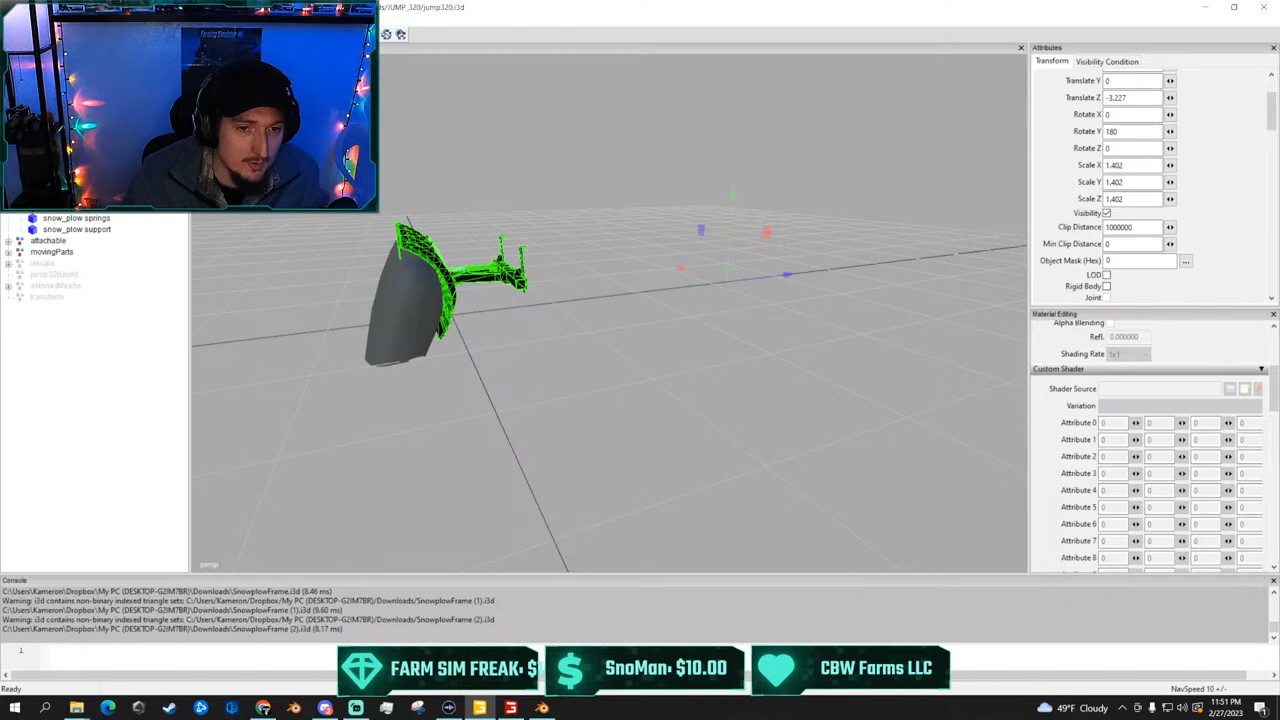 ds/JUMP_320/jump320.i3d
Attributes
Transform
Visibility Condition
Translate Y 0
Translate Z -3.227
Rotate X 0
Rotate Y 180
Rotate Z 0
Scale X 1.402
Scale Y 1.402
Scale Z 1.402
Visibility
Clip Distance 1000000
Min Clip Distance 0
Object Mask (Hex) 0 ...
LOD
Rigid Body
Joint
snow_plow springs
snow_plow support
attachable
movingParts
visuals
jump320Joint
skinnedMeshs
transform
persp
Material Editing
Alpha Blending
Refl. 0.000000
Shading Rate 1x1
Custom Shader
Shader Source
Variation
Attribute 0 0 0 0 0
Attribute 1 0 0 0 0
Attribute 2 0 0 0 0
Attribute 3 0 0 0 0
Attribute 4 0 0 0 0
Attribute 5 0 0 0 0
Attribute 6 0 0 0 0
Attribute 7 0 0 0 0
Attribute 8 0 0 0 0
Console
C:\Users\Kameron\Dropbox\My PC (DESKTOP-G2IM7BR)\Downloads\SnowplowFrame.i3d (8.46 ms)
Warning: i3d contains non-binary indexed triangle sets: C:/Users/Kameron/Dropbox/My PC (DESKTOP-G2IM7BR)/Downloads/SnowplowFrame (1).i3d
C:\Users\Kameron\Dropbox\My PC (DESKTOP-G2IM7BR)\Downloads\SnowplowFrame (1).i3d (9.60 ms)
Warning: i3d contains non-binary indexed triangle sets: C:/Users/Kameron/Dropbox/My PC (DESKTOP-G2IM7BR)/Downloads/SnowplowFrame (2).i3d
C:\Users\Kameron\Dropbox\My PC (DESKTOP-G2IM7BR)\Downloads\SnowplowFrame (2).i3d (8.17 ms)
1
FARM SIM FREAK: $
SnoMan: $10.00
CBW Farms LLC
Ready
NavSpeed 10 +/-
49°F Cloudy
11:51 PM
2/27/2023